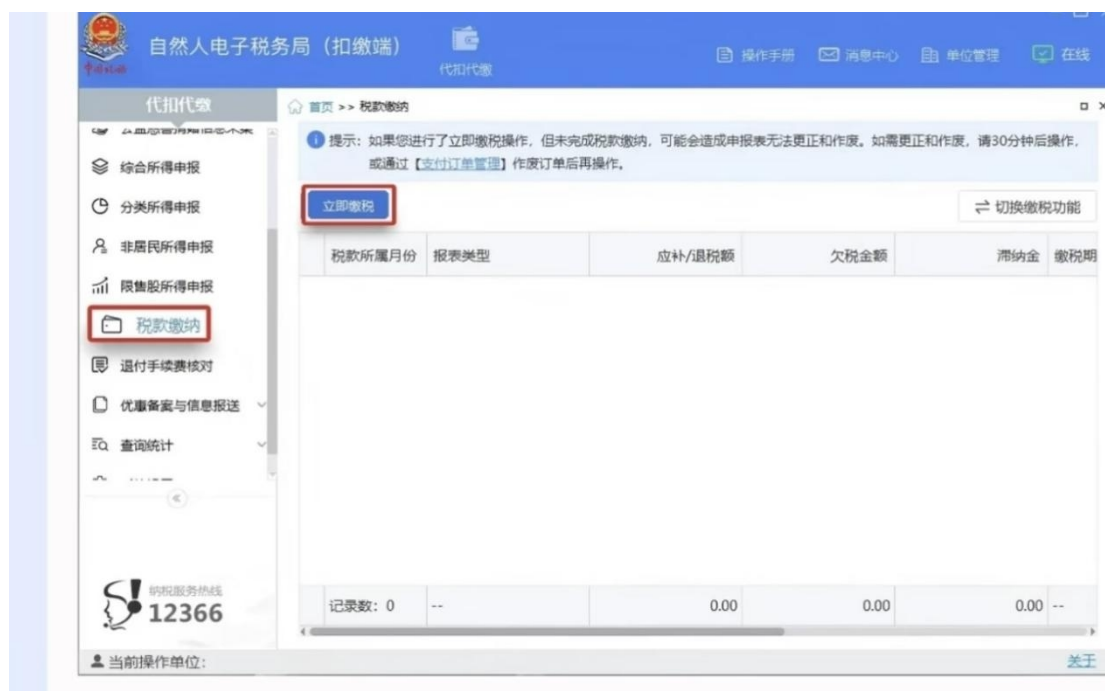 自然人电子税务局（扣缴端）
代扣代缴
操作手册
消息中心
单位管理
在线
代扣代缴
首页 >> 税款缴纳
综合所得申报
分类所得申报
非居民所得申报
限售股所得申报
税款缴纳
退付手续费核对
优惠备案与信息报送
查询统计
纳税服务热线
12366
提示：如果您进行了立即缴税操作，但未完成税款缴纳，可能会造成申报表无法更正和作废。如需更正和作废，请30分钟后操作，
或通过【支付订单管理】作废订单后再操作。
立即缴税
切换缴税功能
税款所属月份 报表类型 应补/退税额 欠税金额 滞纳金 缴税期
记录数：0 -- 0.00 0.00 0.00 --
当前操作单位：
关于